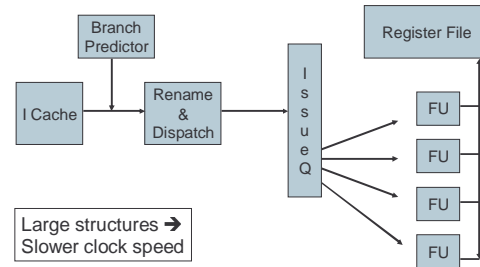 Branch
Predictor
I Cache
Rename
&
Dispatch
I
s
s
u
e
Q
Register File
FU
FU
FU
FU
Large structures ➔
Slower clock speed